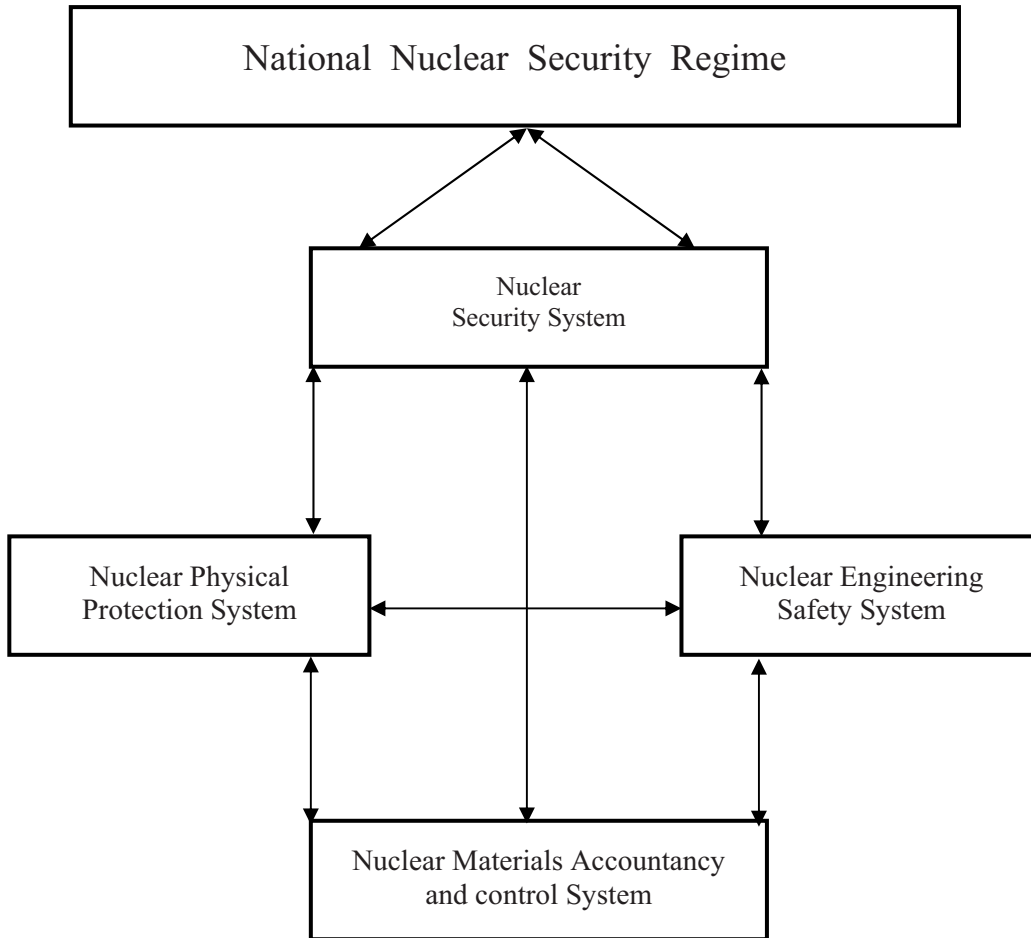 National Nuclear Security Regime
Nuclear
Security System
Nuclear Physical
Protection System
Nuclear Engineering
Safety System
Nuclear Materials Accountancy
and control System